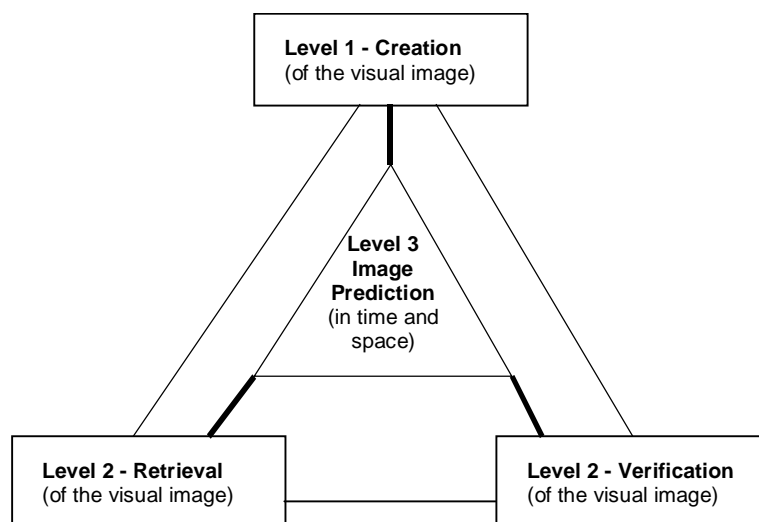 Level 1 - Creation
(of the visual image)
Level 3
Image
Prediction
(in time and
space)
Level 2 - Retrieval
(of the visual image)
Level 2 - Verification
(of the visual image)